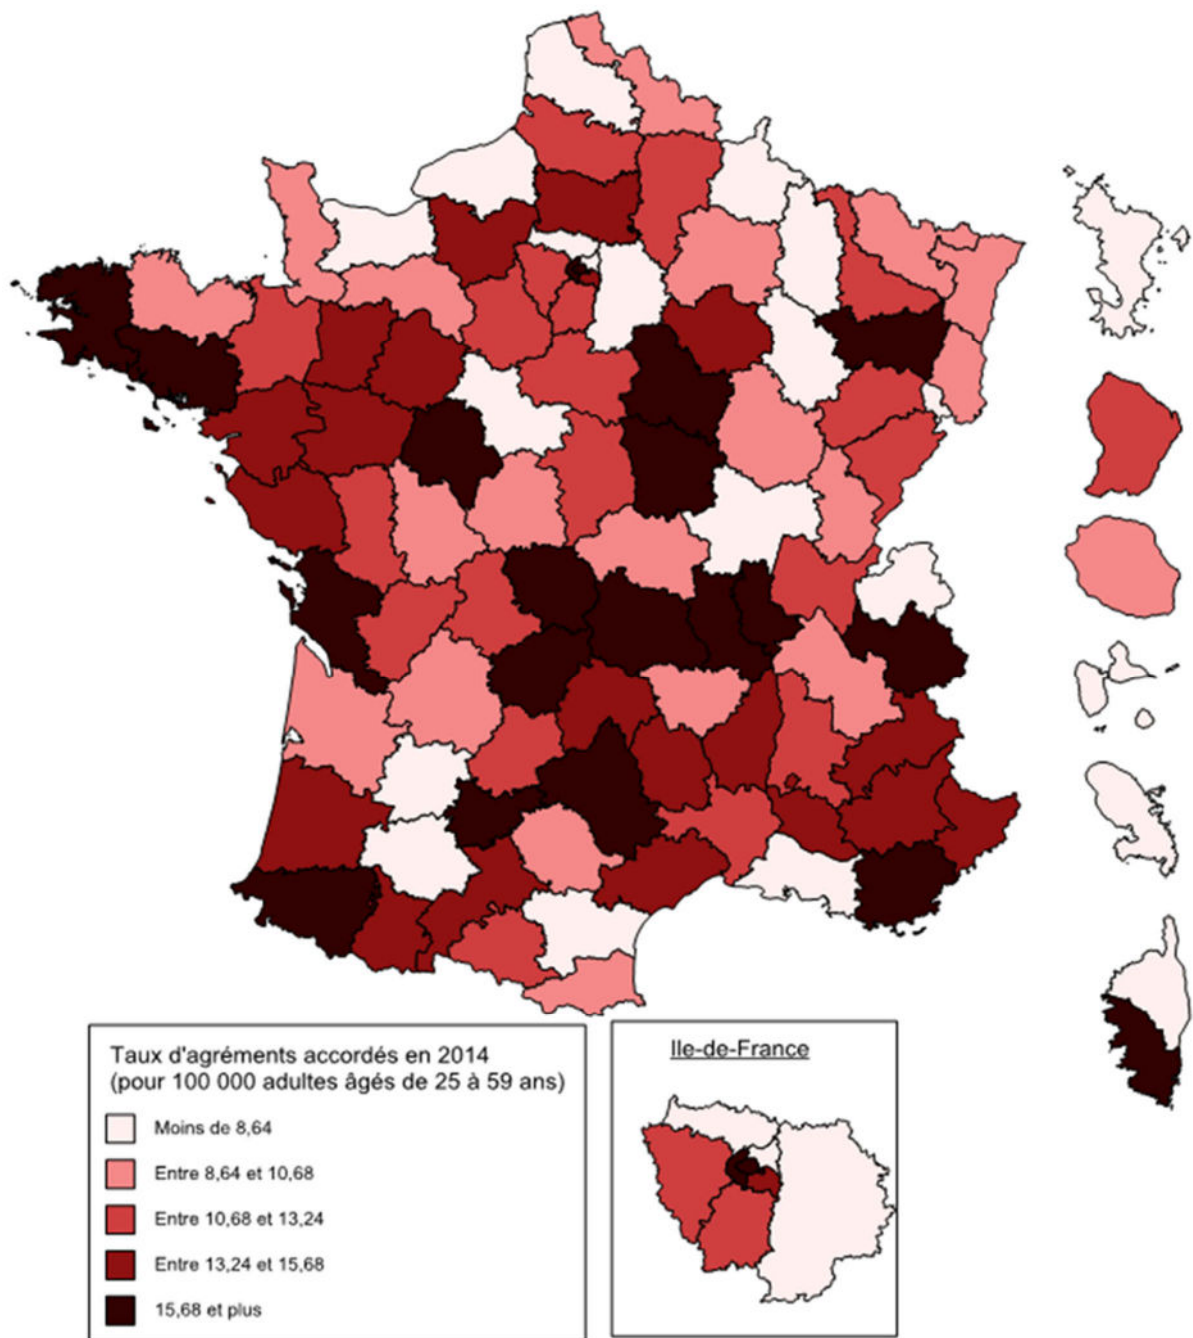 Taux d'agréments accordés en 2014
(pour 100 000 adultes âgés de 25 à 59 ans)
Moins de 8,64
Entre 8,64 et 10,68
Entre 10,68 et 13,24
Entre 13,24 et 15,68
15,68 et plus
Ile-de-France